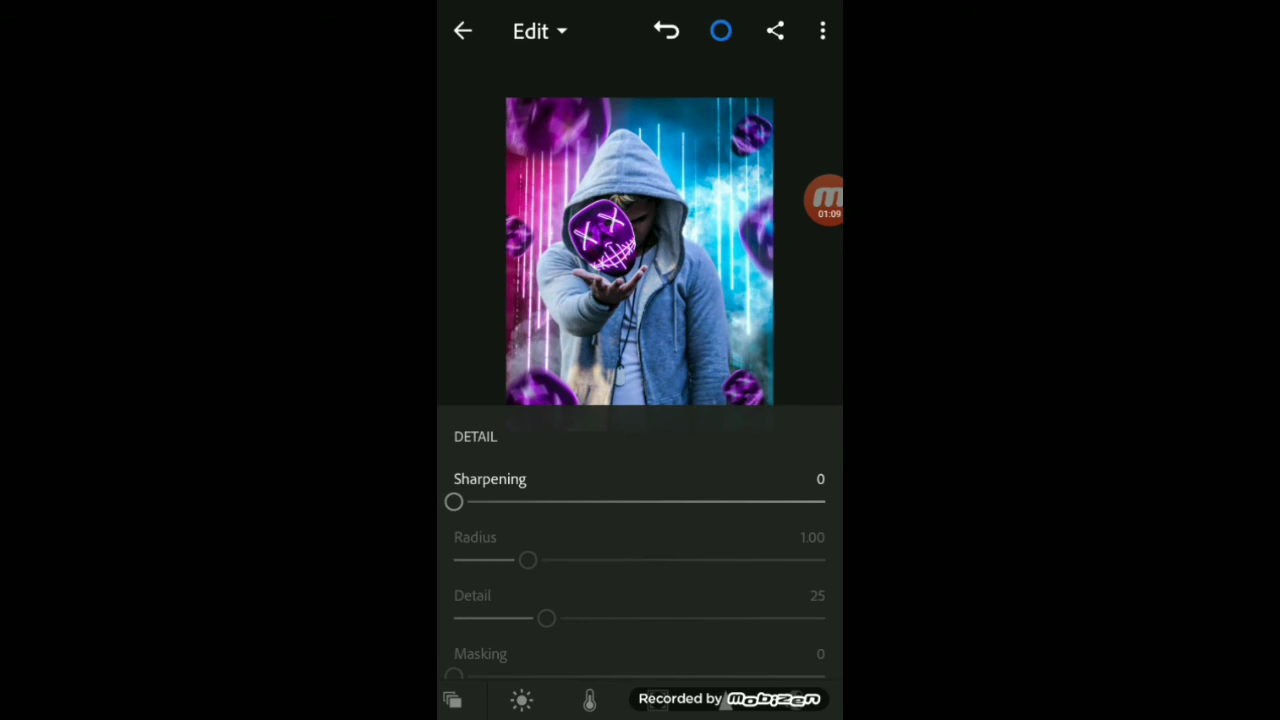 Edit
01:09
DETAIL
Sharpening 0
Radius 1.00
Detail 25
Masking 0
Recorded by mobizen